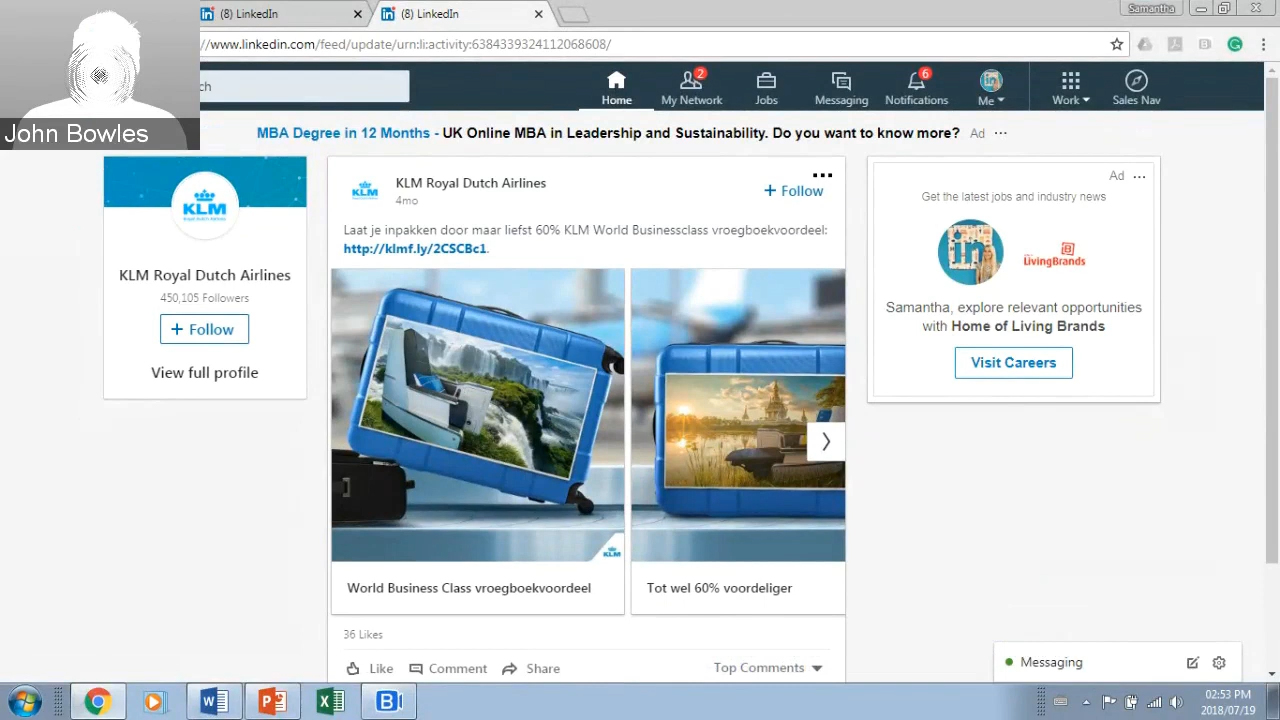 (8) LinkedIn
(8) LinkedIn
Samantha
//www.linkedin.com/feed/update/urn:li:activity:6384339324112068608/
John Bowles
ch
Home
2
My Network
Jobs
Messaging
6
Notifications
Me
Work
Sales Nav
MBA Degree in 12 Months - UK Online MBA in Leadership and Sustainability. Do you want to know more? Ad
KLM
KLM Royal Dutch Airlines
450,105 Followers
+ Follow
View full profile
KLM
KLM Royal Dutch Airlines
4mo
+ Follow
Laat je inpakken door maar liefst 60% KLM World Businessclass vroegboekvoordeel:
http://klmf.ly/2CSCBc1.
KLM
World Business Class vroegboekvoordeel
Tot wel 60% voordeliger
36 Likes
Like
Comment
Share
Top Comments
Ad
Get the latest jobs and industry news
in
LivingBrands
Samantha, explore relevant opportunities
with Home of Living Brands
Visit Careers
Messaging
02:53 PM
2018/07/19